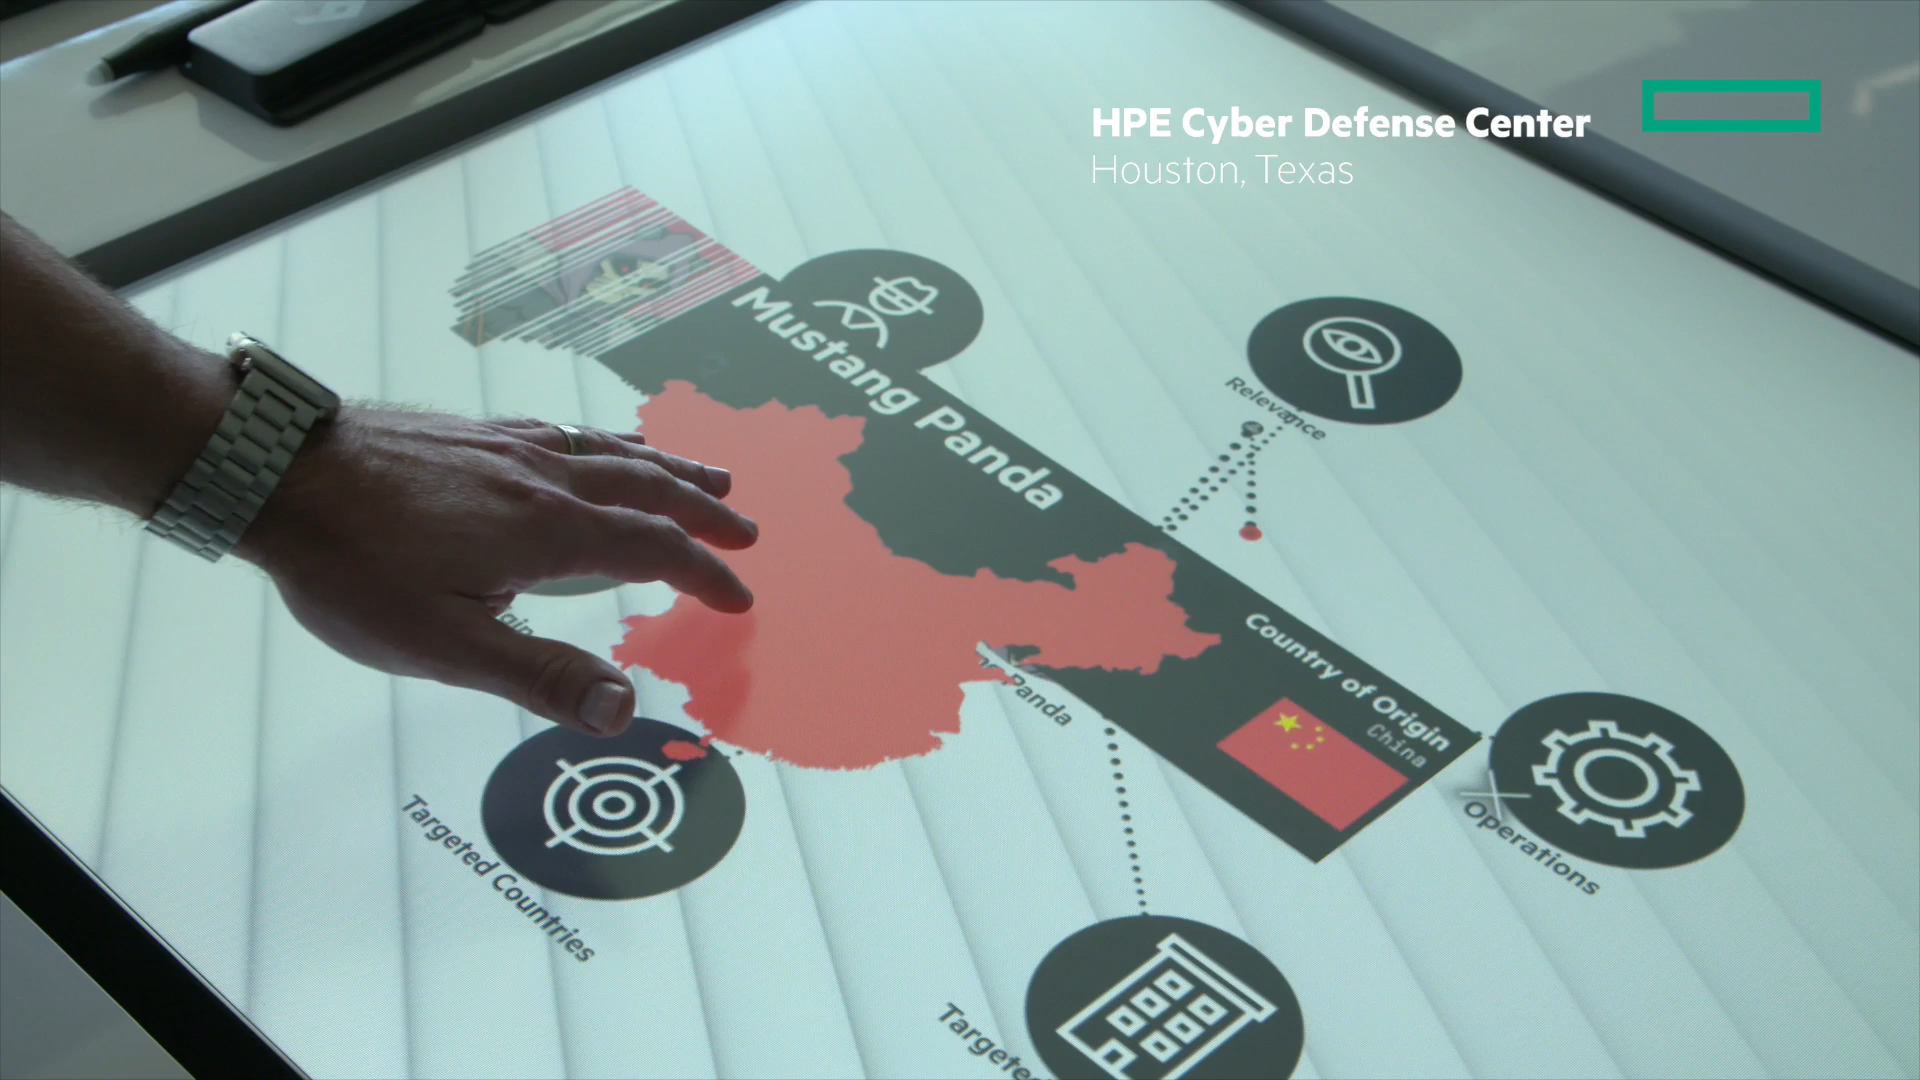 HPE Cyber Defense Center
Houston, Texas
Mustang Panda
Relevance
Country of Origin
China
Panda
Operations
Targeted Countries